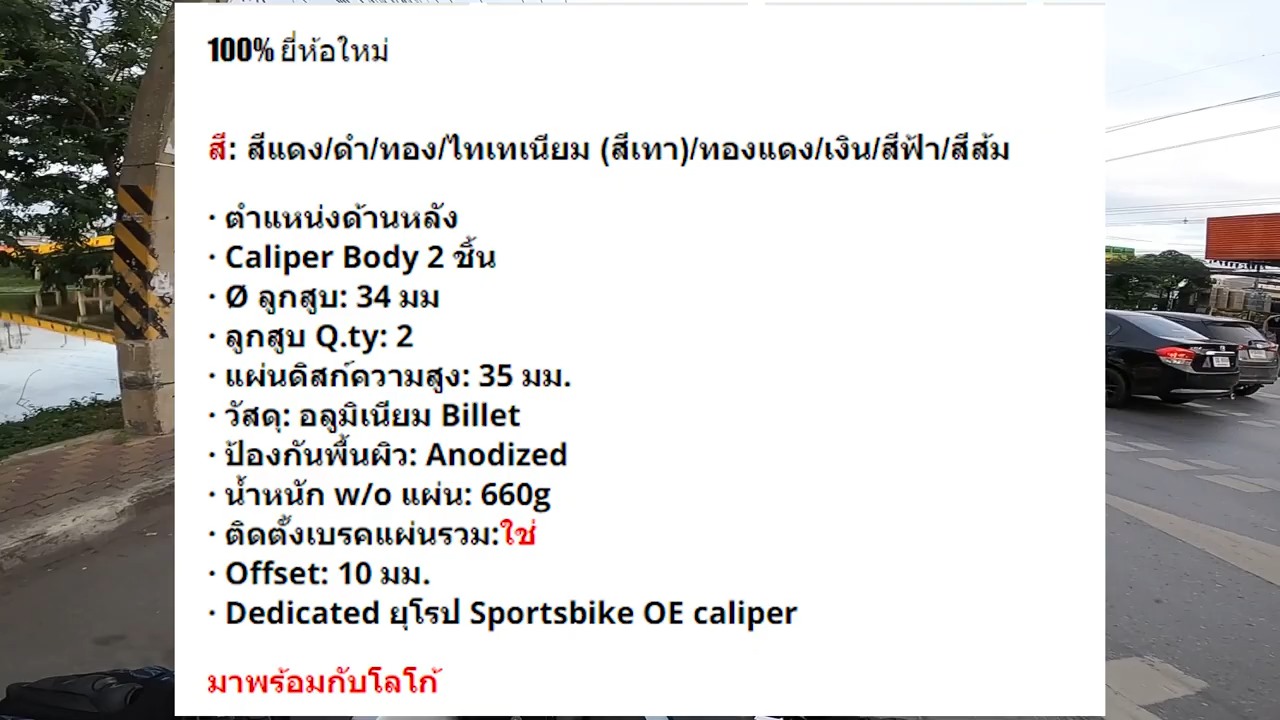 100% ยี่ห้อใหม่
สี: สีแดง/ดำ/ทอง/ไทเทเนียม (สีเทา)/ทองแดง/เงิน/สีฟ้า/สีส้ม
· ตำแหน่งด้านหลัง
· Caliper Body 2 ชิ้น
· Ø ลูกสูบ: 34 มม
· ลูกสูบ Q.ty: 2
· แผ่นดิสก์ความสูง: 35 มม.
· วัสดุ: อลูมิเนียม Billet
· ป้องกันพื้นผิว: Anodized
· น้ำหนัก w/o แผ่น: 660g
· ติดตั้งเบรคแผ่นรวม:ใช่
· Offset: 10 มม.
· Dedicated ยุโรป Sportsbike OE caliper
มาพร้อมกับโลโก้